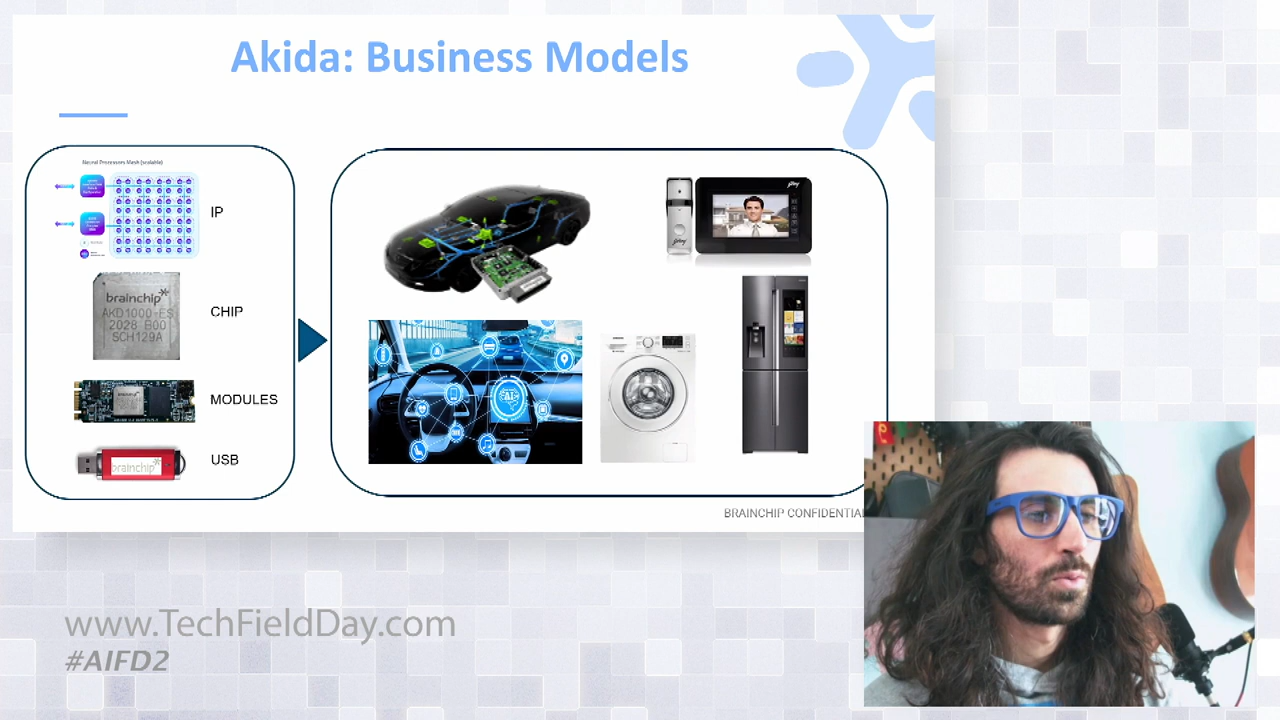 Akida: Business Models
Neural Processors Mesh (scalable)
IP
brainchip
AKD1000-ES
2028 B00
SCH129A
CHIP
MODULES
brainchip
USB
AI
BRAINCHIP CONFIDENTIAL
www.TechFieldDay.com
#AIFD2